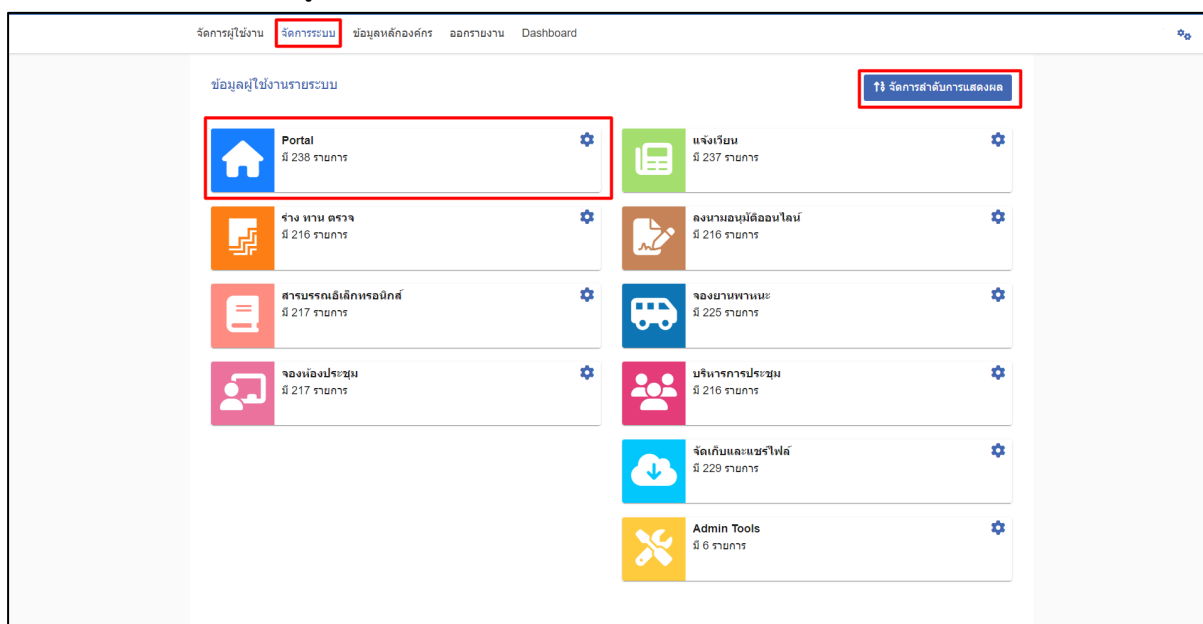 จัดการผู้ใช้งาน จัดการระบบ ข้อมูลหลักองค์กร ออกรายงาน Dashboard
ข้อมูลผู้ใช้งานรายระบบ
จัดการลำดับการแสดงผล
Portal
มี 238 รายการ
แจ้งเวียน
มี 237 รายการ
ร่าง ทาน ตรวจ
มี 216 รายการ
ลงนามอนุมัติออนไลน์
มี 216 รายการ
สารบรรณอิเล็กทรอนิกส์
มี 217 รายการ
จองยานพาหนะ
มี 225 รายการ
จองห้องประชุม
มี 217 รายการ
บริหารการประชุม
มี 216 รายการ
จัดเก็บและแชร์ไฟล์
มี 229 รายการ
Admin Tools
มี 6 รายการ